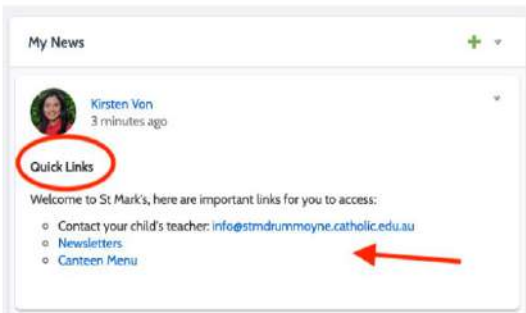 My News
Kirsten Von
3 minutes ago
Quick Links
Welcome to St Mark's, here are important links for you to access:
Contact your child's teacher: info@stmdrummoyne.catholic.edu.au
Newsletters
Canteen Menu